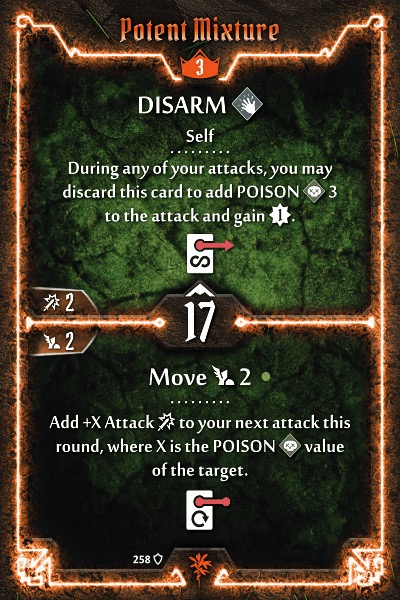 Potent Mixture
3
DISARM
Self
During any of your attacks, you may
discard this card to add POISON 3
to the attack and gain 1.
2
17
2
Move 2
Add +X Attack to your next attack this
round, where X is the POISON value
of the target.
258